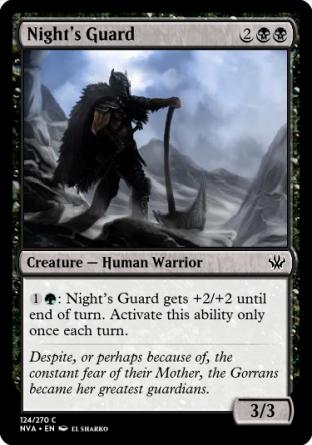 Night's Guard 2
Creature — Human Warrior
1 : Night's Guard gets +2/+2 until
end of turn. Activate this ability only
once each turn.
Despite, or perhaps because of, the
constant fear of their Mother, the Gorrans
became her greatest guardians.
3/3
124/270 C
NVA • EN EL SHARKO